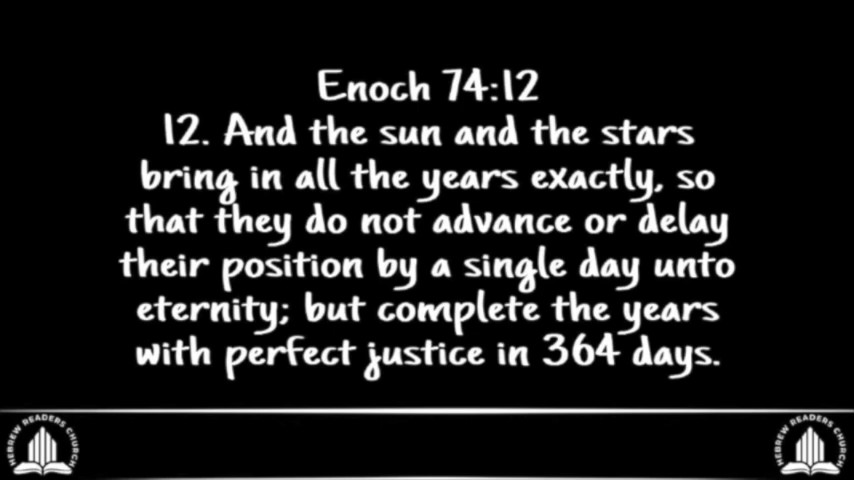 Enoch 74:12
12. And the sun and the stars
bring in all the years exactly, so
that they do not advance or delay
their position by a single day unto
eternity; but complete the years
with perfect justice in 364 days.
HEBREW READERS CHURCH
HEBREW READERS CHURCH